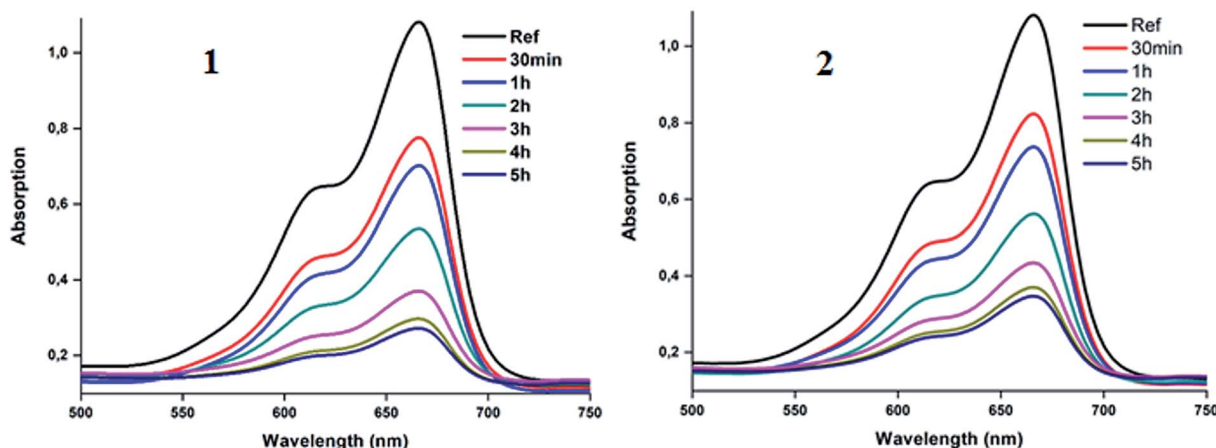 1
Ref
30min
1h
2h
3h
4h
5h
1,0
0,8
0,6
0,4
0,2
Absorption
500 550 600 650 700 750
Wavelength (nm)
2
Ref
30min
1h
2h
3h
4h
5h
1,0
0,8
0,6
0,4
0,2
Absorption
500 550 600 650 700 750
Wavelength (nm)